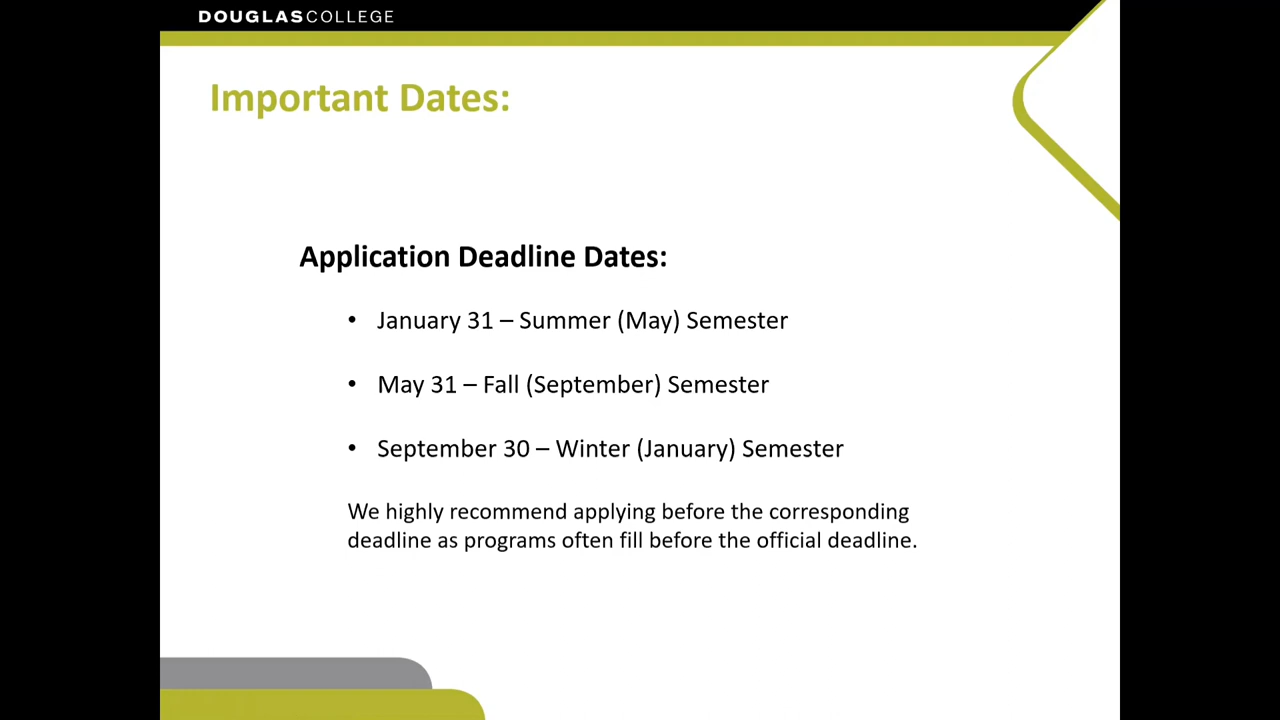 DOUGLASCOLLEGE
Important Dates:
Application Deadline Dates:
• January 31 – Summer (May) Semester
• May 31 – Fall (September) Semester
• September 30 – Winter (January) Semester
We highly recommend applying before the corresponding
deadline as programs often fill before the official deadline.